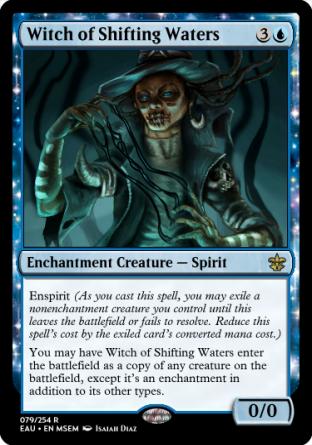 Witch of Shifting Waters 3
Enchantment Creature — Spirit
Enspirit (As you cast this spell, you may exile a
nonenchantment creature you control until this
leaves the battlefield or fails to resolve. Reduce this
spell's cost by the exiled card's converted mana cost.)
You may have Witch of Shifting Waters enter
the battlefield as a copy of any creature on the
battlefield, except it's an enchantment in
addition to its other types.
0/0
079/254 R
EAU • EN MSEM Isaiah Diaz